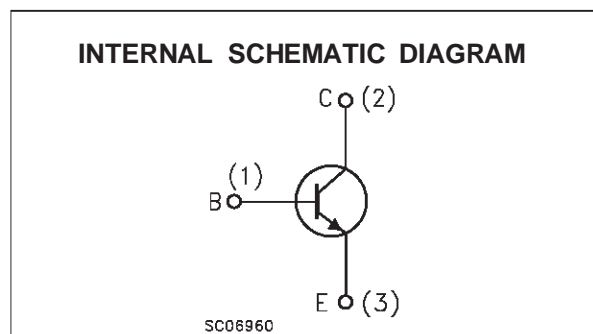 INTERNAL SCHEMATIC DIAGRAM
C (2)
(1)
B
E (3)
SC06960